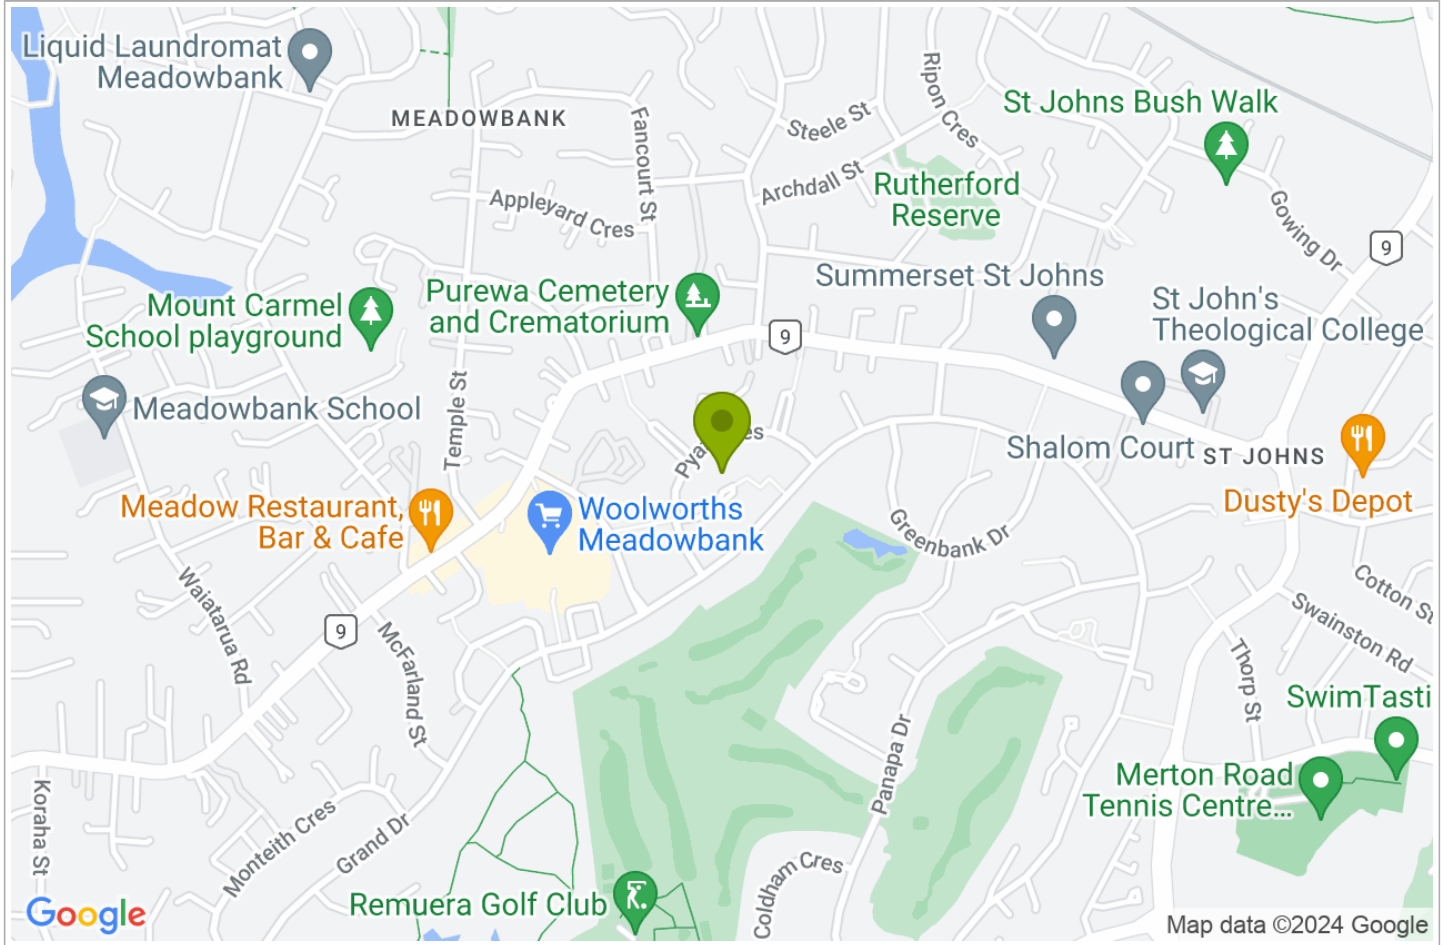 Liquid Laundromat
Meadowbank
MEADOWBANK
Fancourt St
Steele St
Ripon Cres
St Johns Bush Walk
Archdall St
Rutherford
Reserve
Appleyard Cres
Gowing Dr
9
Summerset St Johns
Purewa Cemetery
and Crematorium
Mount Carmel
School playground
St John's
Theological College
9
Temple St
Meadowbank School
Shalom Court
ST JOHNS
Dusty's Depot
Meadow Restaurant,
Bar & Cafe
Woolworths
Meadowbank
Greenbank Dr
Waiatarua Rd
9
McFarland St
Cotton St
Swainston Rd
Thorp St
SwimTasti
Panapa Dr
Merton Road
Tennis Centre...
Koraha St
Monteith Cres
Grand Dr
Coldham Cres
Remuera Golf Club
Google
Map data ©2024 Google